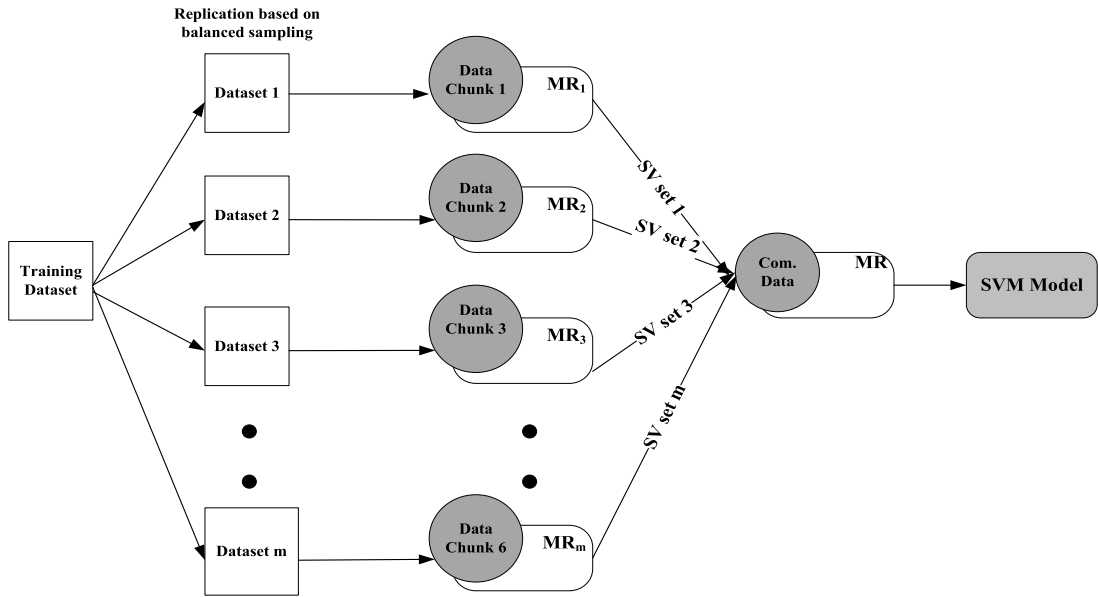 Replication based on
balanced sampling
Dataset 1
Data
Chunk 1
MR₁
SV set 1
Dataset 2
Data
Chunk 2
MR₂
SV set 2
Training
Dataset
Com.
Data
MR
SVM Model
Dataset 3
Data
Chunk 3
MR₃
SV set 3
SV set m
Dataset m
Data
Chunk 6
MRₘ